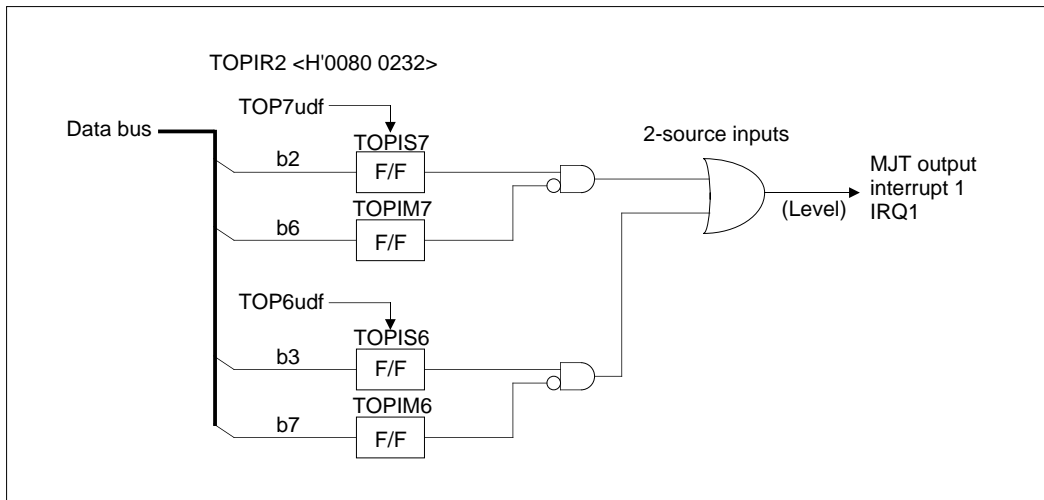 TOPIR2 <H'0080 0232>
TOP7udf
Data bus
TOPIS7
b2
F/F
TOPIM7
b6
F/F
2-source inputs
MJT output
interrupt 1
IRQ1
(Level)
TOP6udf
TOPIS6
b3
F/F
TOPIM6
b7
F/F